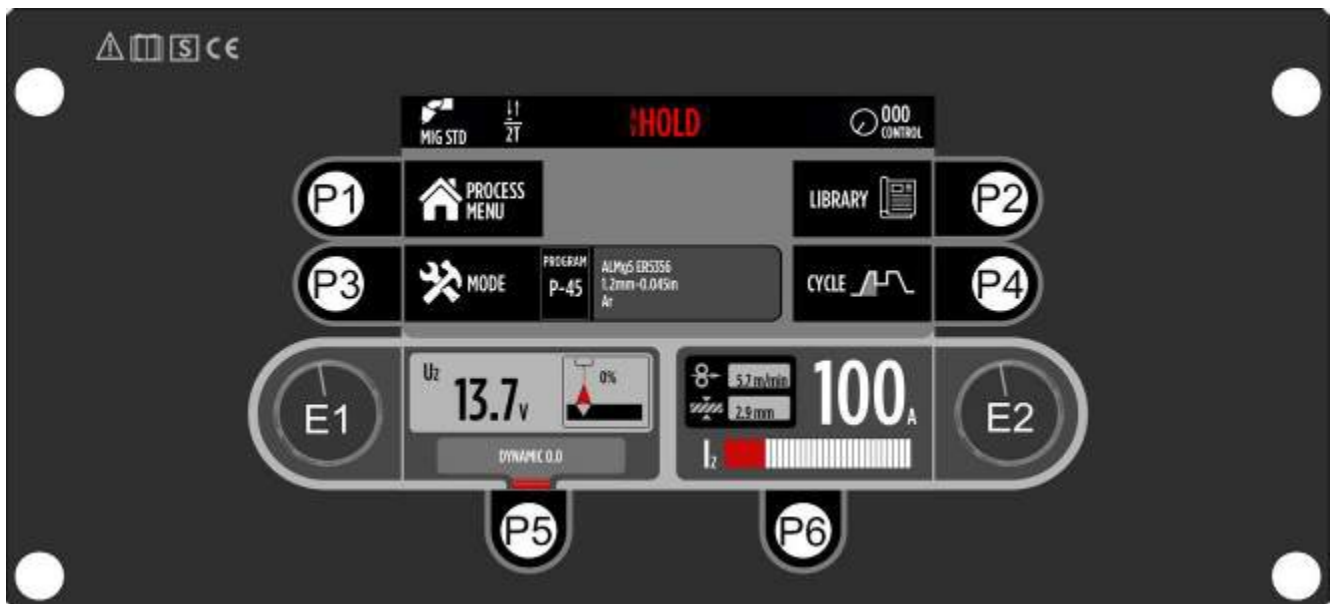 S CE
MIG STD
2T
HOLD
000
CONTROL
P1
PROCESS
MENU
LIBRARY
P2
P3
MODE
PROGRAM
P-45
ALMg5 ER5356
1.2mm-0.045in
Ar
CYCLE
P4
E1
U2
13.7V
0%
DYNAMIC 0.0
8
5.7 m/min
2.9 mm
100A
I2
E2
P5
P6